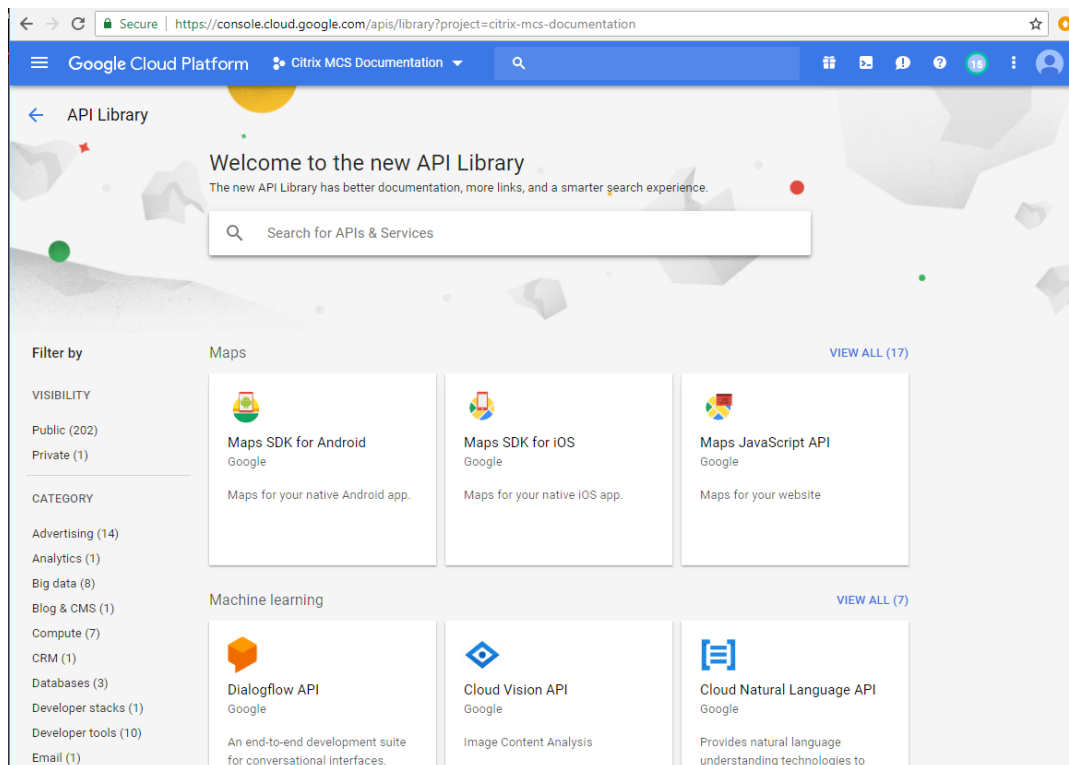 Secure | https://console.cloud.google.com/apis/library?project=citrix-mcs-documentation
Google Cloud Platform
Citrix MCS Documentation
15
API Library
Welcome to the new API Library
The new API Library has better documentation, more links, and a smarter search experience.
Search for APIs & Services
Filter by
VISIBILITY
Public (202)
Private (1)
CATEGORY
Advertising (14)
Analytics (1)
Big data (8)
Blog & CMS (1)
Compute (7)
CRM (1)
Databases (3)
Developer stacks (1)
Developer tools (10)
Email (1)
Maps
VIEW ALL (17)
Maps SDK for Android
Google
Maps for your native Android app.
Maps SDK for iOS
Google
Maps for your native iOS app.
JS
Maps JavaScript API
Google
Maps for your website
Machine learning
VIEW ALL (7)
Dialogflow API
Google
An end-to-end development suite
for conversational interfaces.
Cloud Vision API
Google
Image Content Analysis
Cloud Natural Language API
Google
Provides natural language
understanding technologies to